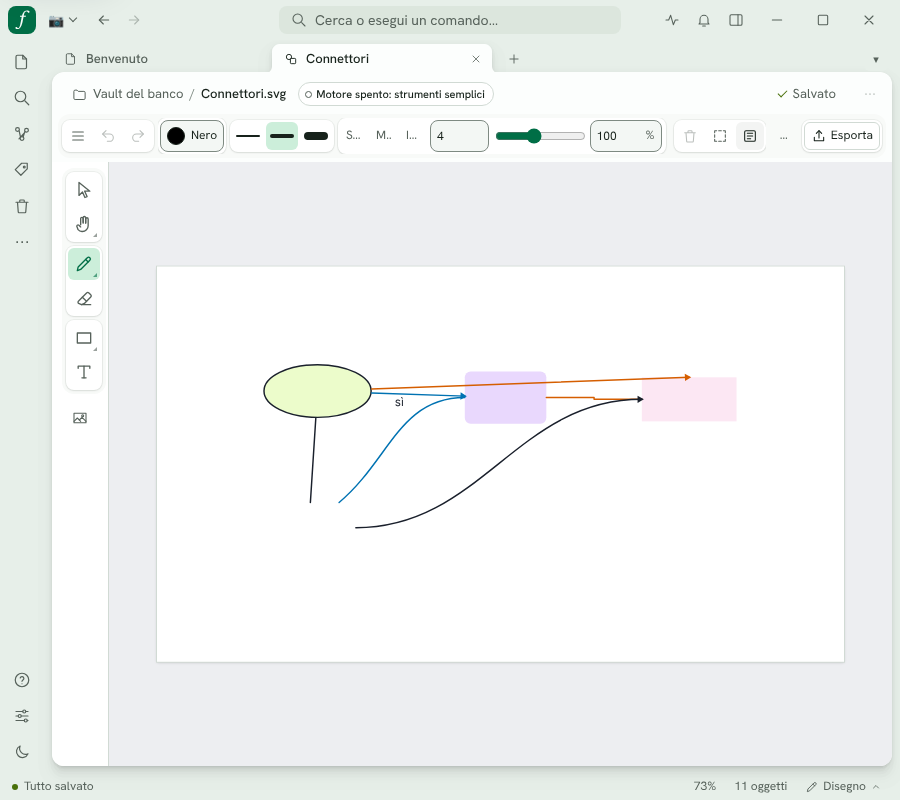 f
Cerca o esegui un comando...
Benvenuto
Connettori
Vault del banco / Connettori.svg
Motore spento: strumenti semplici
Salvato
Nero
S...
M..
I...
4
100 %
...
Esporta
T
sì
Tutto salvato
73%
11 oggetti
Disegno